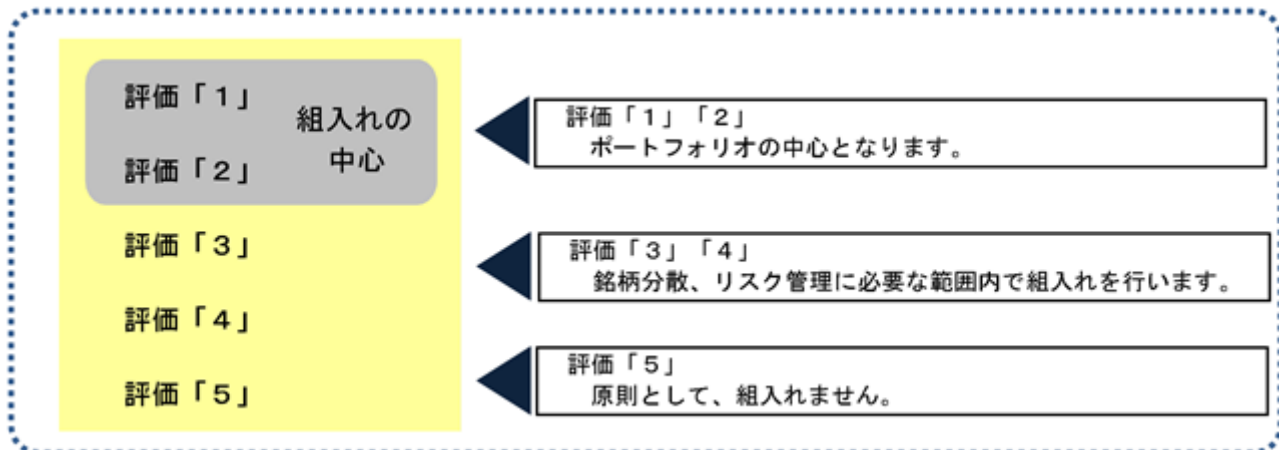 評価「１」
組入れの
中心
評価「２」
評価「３」
評価「４」
評価「５」
評価「１」「２」
ポートフォリオの中心となります。
評価「３」「４」
銘柄分散、リスク管理に必要な範囲内で組入れを行います。
評価「５」
原則として、組入れません。